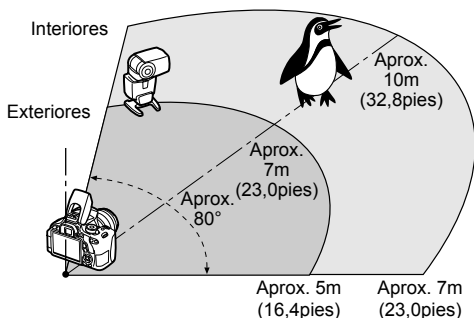 Interiores
Exteriores
Aprox.
10m
(32,8pies)
Aprox.
7m
(23,0pies)
Aprox.
80°
Aprox. 5m
(16,4pies)
Aprox. 7m
(23,0pies)